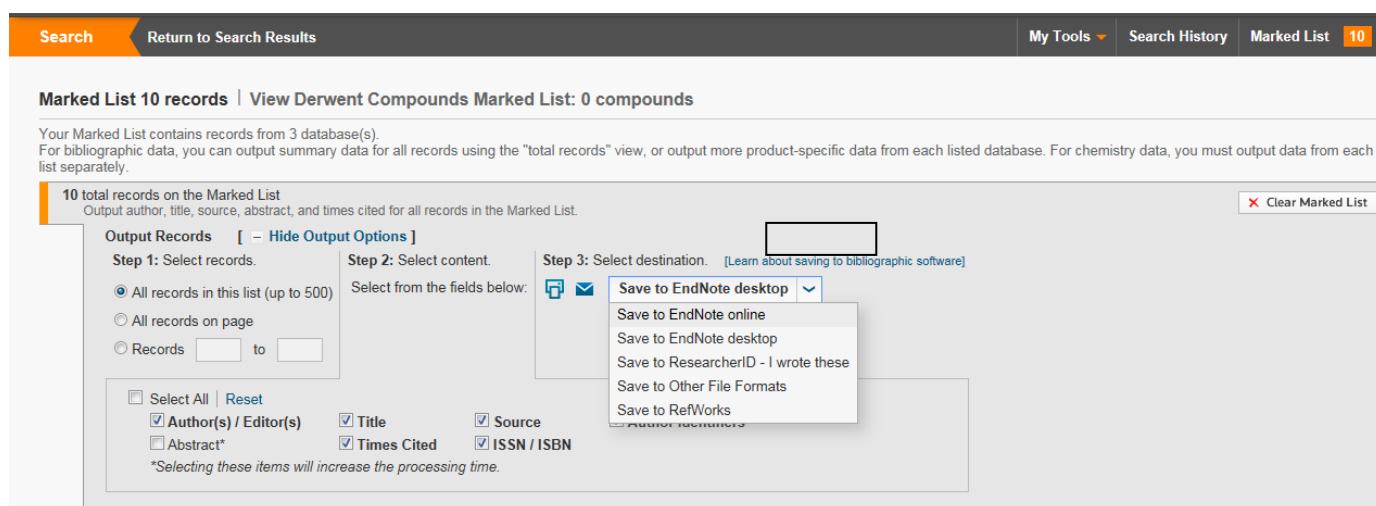 Search Return to Search Results My Tools Search History Marked List 10
Marked List 10 records | View Derwent Compounds Marked List: 0 compounds
Your Marked List contains records from 3 database(s).
For bibliographic data, you can output summary data for all records using the "total records" view, or output more product-specific data from each listed database. For chemistry data, you must output data from each
list separately.
10 total records on the Marked List
Clear Marked List
Output author, title, source, abstract, and times cited for all records in the Marked List.
Output Records [ – Hide Output Options ]
Step 1: Select records. Step 2: Select content. Step 3: Select destination. [Learn about saving to bibliographic software]
All records in this list (up to 500) Select from the fields below: Save to EndNote desktop
Save to EndNote online
All records on page
Save to EndNote desktop
Records to
Save to ResearcherID - I wrote these
Save to Other File Formats
Save to RefWorks
Select All | Reset
Author(s) / Editor(s) Title Source Author Identifiers
Abstract* Times Cited ISSN / ISBN
*Selecting these items will increase the processing time.